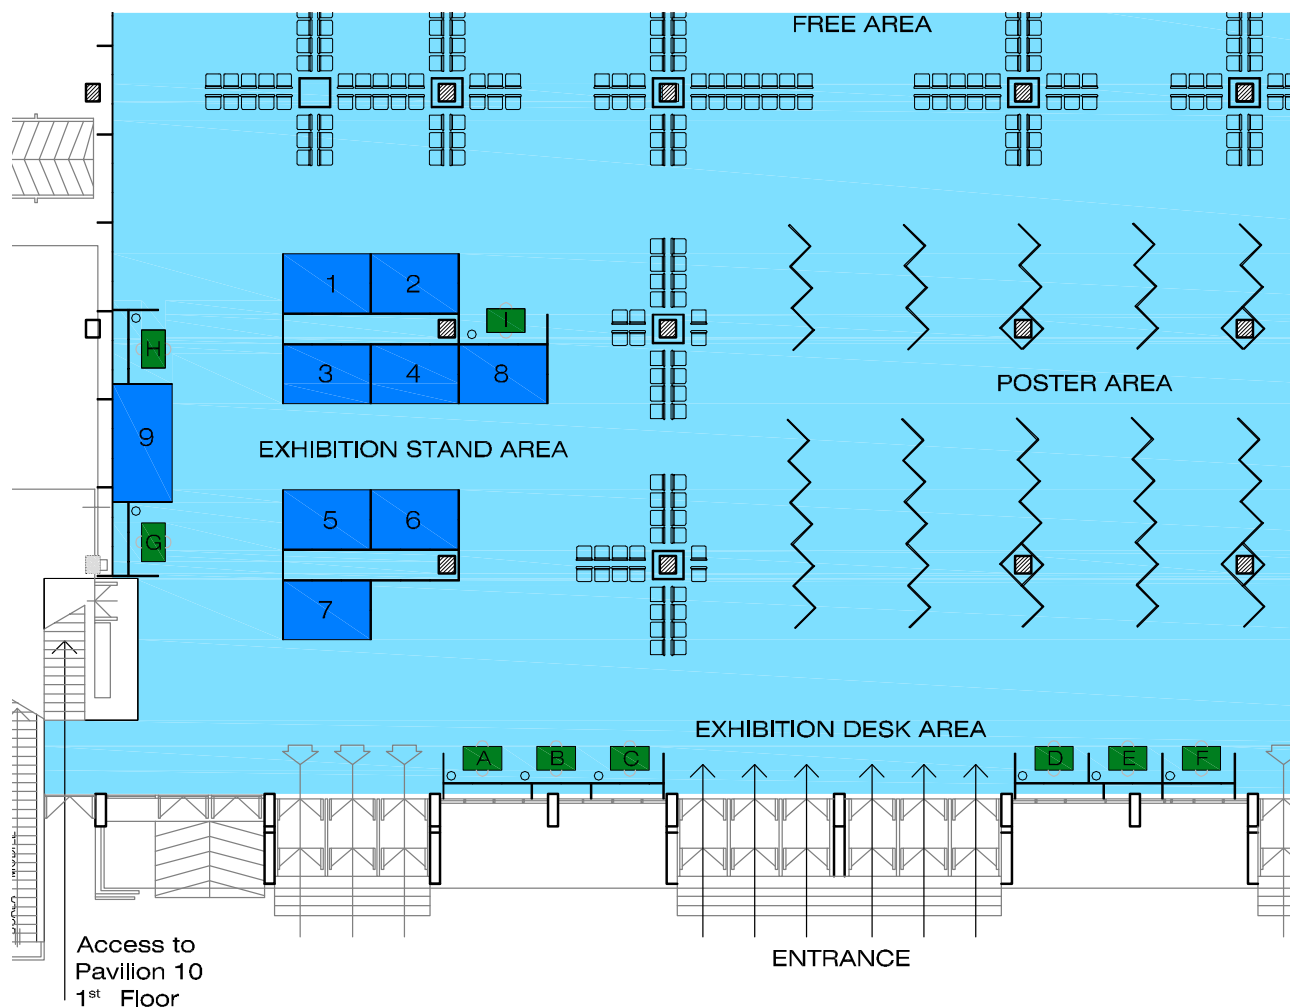 FREE AREA
1
2
I
H
3
4
8
POSTER AREA
9
EXHIBITION STAND AREA
5
6
G
7
EXHIBITION DESK AREA
A
B
C
D
E
F
Access to
Pavilion 10
1st Floor
ENTRANCE